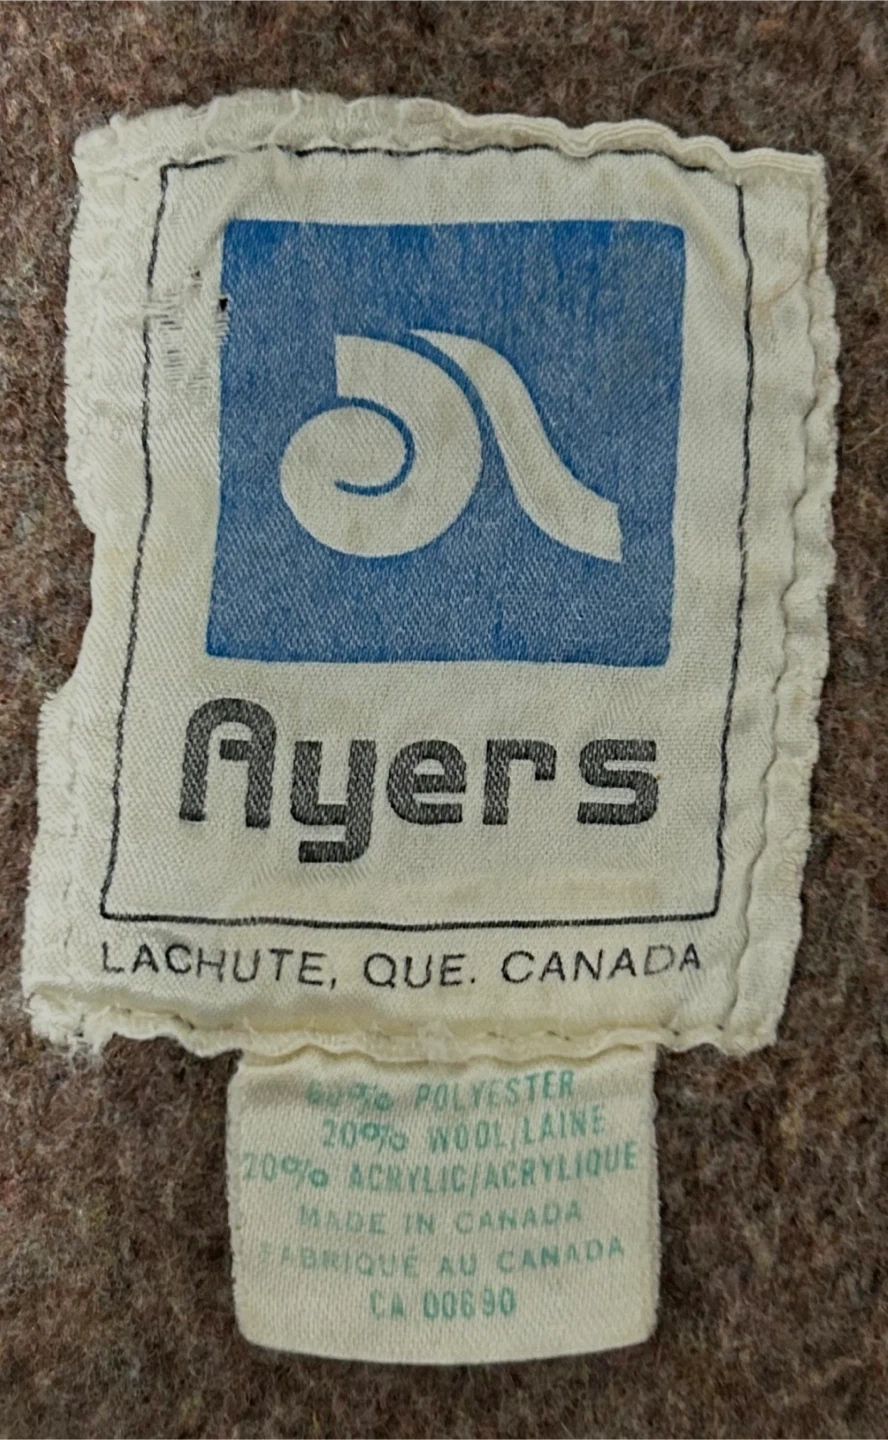 Ayers
LACHUTE, QUE. CANADA
60% POLYESTER
20% WOOL/LAINE
20% ACRYLIC/ACRYLIQUE
MADE IN CANADA
FABRIQUÉ AU CANADA
CA 00690